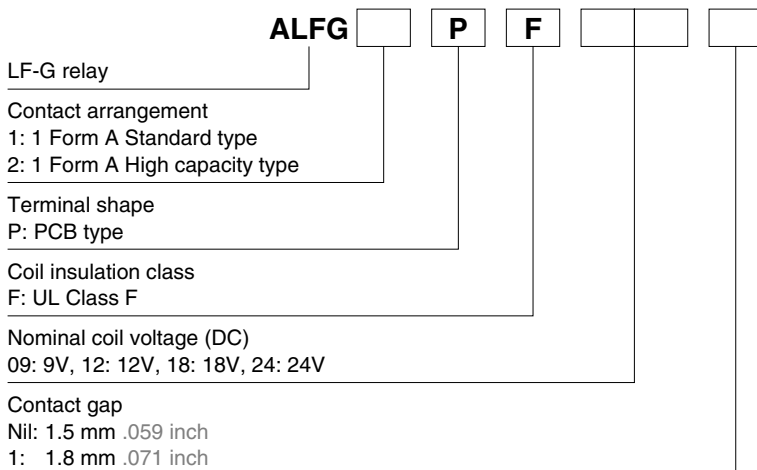 ALFG P F
LF-G relay
Contact arrangement
1: 1 Form A Standard type
2: 1 Form A High capacity type
Terminal shape
P: PCB type
Coil insulation class
F: UL Class F
Nominal coil voltage (DC)
09: 9V, 12: 12V, 18: 18V, 24: 24V
Contact gap
Nil: 1.5 mm .059 inch
1: 1.8 mm .071 inch